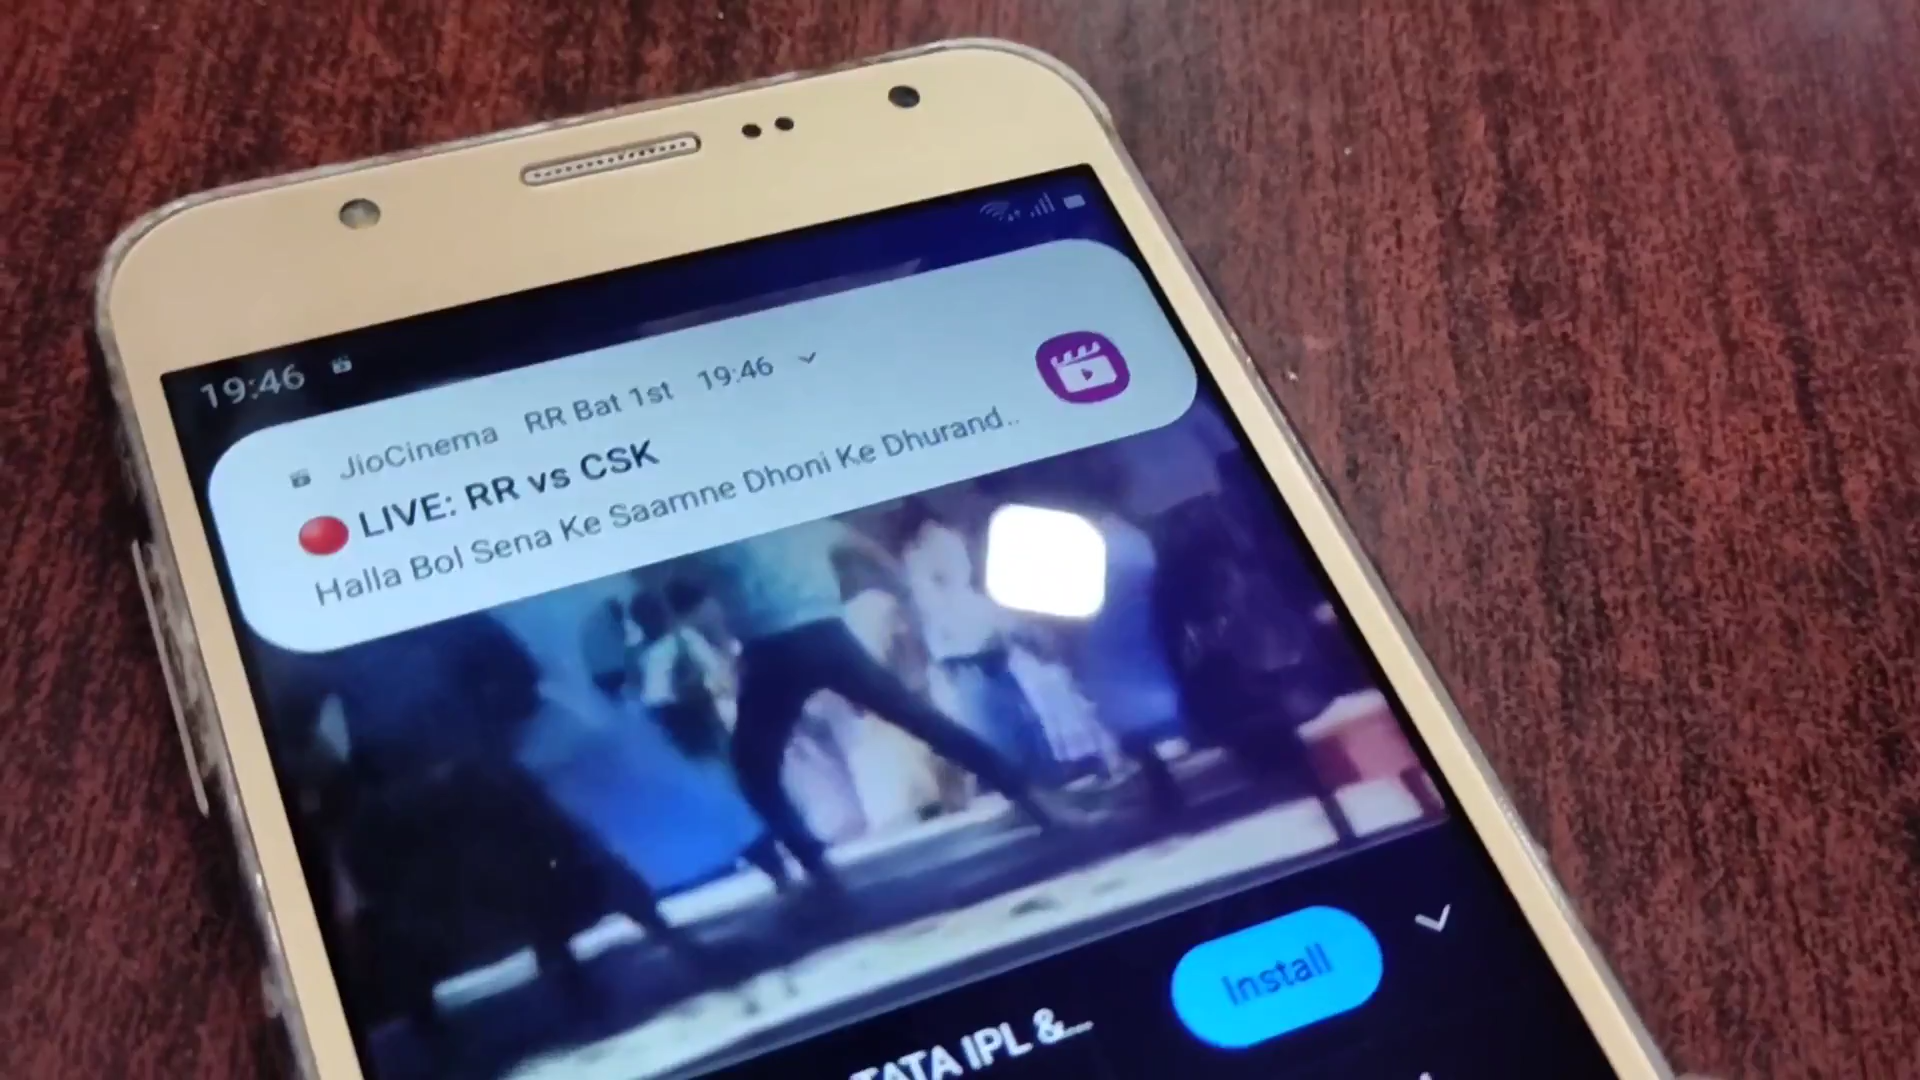 19:46
JioCinema RR Bat 1st 19:46
🔴 LIVE: RR vs CSK
Halla Bol Sena Ke Saamne Dhoni Ke Dhurand..
Install
TATA IPL &...